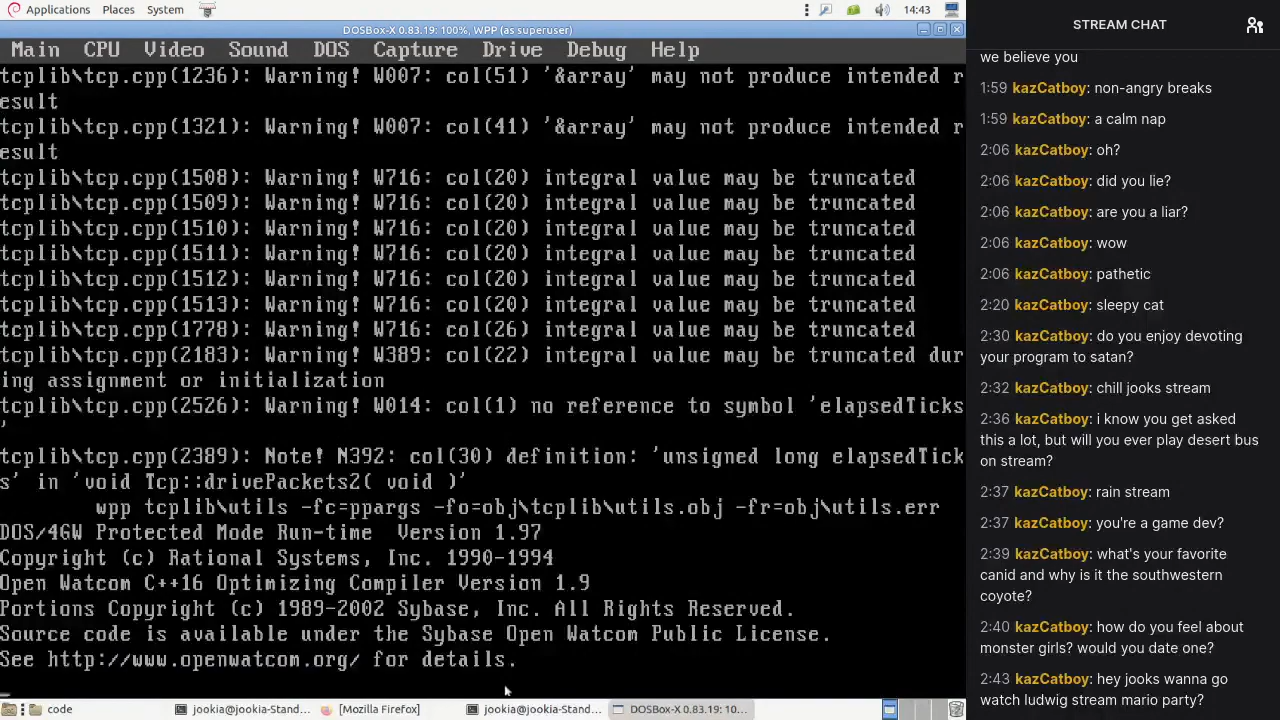 Applications Places System 14:43
DOSBox-X 0.83.19: 100%, WPP (as superuser)
Main CPU Video Sound DOS Capture Drive Debug Help
tcplib\tcp.cpp(1236): Warning! W007: col(51) '&array' may not produce intended r
esult
tcplib\tcp.cpp(1321): Warning! W007: col(41) '&array' may not produce intended r
esult
tcplib\tcp.cpp(1508): Warning! W716: col(20) integral value may be truncated
tcplib\tcp.cpp(1509): Warning! W716: col(20) integral value may be truncated
tcplib\tcp.cpp(1510): Warning! W716: col(20) integral value may be truncated
tcplib\tcp.cpp(1511): Warning! W716: col(20) integral value may be truncated
tcplib\tcp.cpp(1512): Warning! W716: col(20) integral value may be truncated
tcplib\tcp.cpp(1513): Warning! W716: col(20) integral value may be truncated
tcplib\tcp.cpp(1778): Warning! W716: col(26) integral value may be truncated
tcplib\tcp.cpp(2183): Warning! W389: col(22) integral value may be truncated dur
ing assignment or initialization
tcplib\tcp.cpp(2526): Warning! W014: col(1) no reference to symbol 'elapsedTicks
'
tcplib\tcp.cpp(2389): Note! N392: col(30) definition: 'unsigned long elapsedTick
s' in 'void Tcp::drivePackets2( void )'
wpp tcplib\utils -fc=ppargs -fo=obj\tcplib\utils.obj -fr=obj\utils.err
DOS/4GW Protected Mode Run-time Version 1.97
Copyright (c) Rational Systems, Inc. 1990-1994
Open Watcom C++16 Optimizing Compiler Version 1.9
Portions Copyright (c) 1989-2002 Sybase, Inc. All Rights Reserved.
Source code is available under the Sybase Open Watcom Public License.
See http://www.openwatcom.org/ for details.
code jookia@jookia-Stand... [Mozilla Firefox] jookia@jookia-Stand... DOSBox-X 0.83.19: 10...
STREAM CHAT
we believe you
1:59 kazCatboy: non-angry breaks
1:59 kazCatboy: a calm nap
2:06 kazCatboy: oh?
2:06 kazCatboy: did you lie?
2:06 kazCatboy: are you a liar?
2:06 kazCatboy: wow
2:06 kazCatboy: pathetic
2:20 kazCatboy: sleepy cat
2:30 kazCatboy: do you enjoy devoting
your program to satan?
2:32 kazCatboy: chill jooks stream
2:36 kazCatboy: i know you get asked
this a lot, but will you ever play desert bus
on stream?
2:37 kazCatboy: rain stream
2:37 kazCatboy: you're a game dev?
2:39 kazCatboy: what's your favorite
canid and why is it the southwestern
coyote?
2:40 kazCatboy: how do you feel about
monster girls? would you date one?
2:43 kazCatboy: hey jooks wanna go
watch ludwig stream mario party?